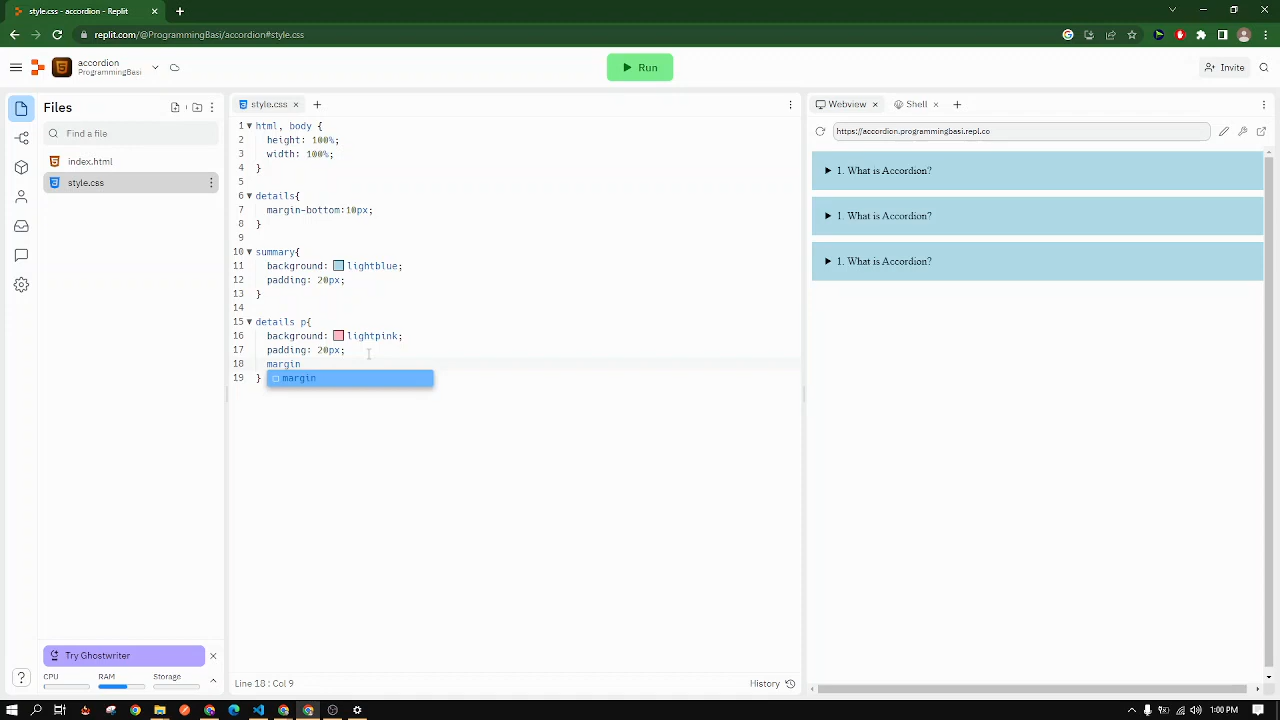 style.css - accordion - Replit
replit.com/@ProgrammingBasi/accordion#style.css
accordion
ProgrammingBasi
Run
Invite
Files
Find a file
index.html
style.css
style.css
1 html, body {
2 height: 100%;
3 width: 100%;
4 }
5
6 details{
7 margin-bottom:10px;
8 }
9
10 summary{
11 background: lightblue;
12 padding: 20px;
13 }
14
15 details p{
16 background: lightpink;
17 padding: 20px;
18 margin
19 }
margin
Webview
Shell
https://accordion.programmingbasi.repl.co
1. What is Accordion?
1. What is Accordion?
1. What is Accordion?
Try Ghostwriter
CPU
RAM
Storage
Line 18 : Col 9
History
1:00 PM